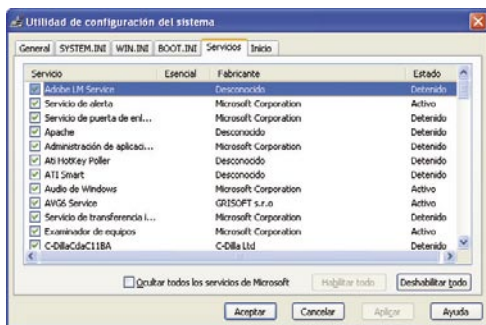 Utilidad de configuración del sistema
General SYSTEM.INI WIN.INI BOOT.INI Servicios Inicio
Servicio Esencial Fabricante Estado
Adobe LM Service Desconocido Detenido
Servicio de alerta Microsoft Corporation Activo
Servicio de puerta de enl... Microsoft Corporation Detenido
Apache Desconocido Detenido
Administración de aplicaci... Microsoft Corporation Detenido
Ati HotKey Poller Desconocido Detenido
ATI Smart Desconocido Detenido
Audio de Windows Microsoft Corporation Activo
AVG6 Service GRISOFT s.r.o Activo
Servicio de transferencia i... Microsoft Corporation Detenido
Examinador de equipos Microsoft Corporation Activo
C-DillaCdaC11BA C-Dilla Ltd Detenido
Ocultar todos los servicios de Microsoft Habilitar todo Deshabilitar todo
Aceptar Cancelar Aplicar Ayuda